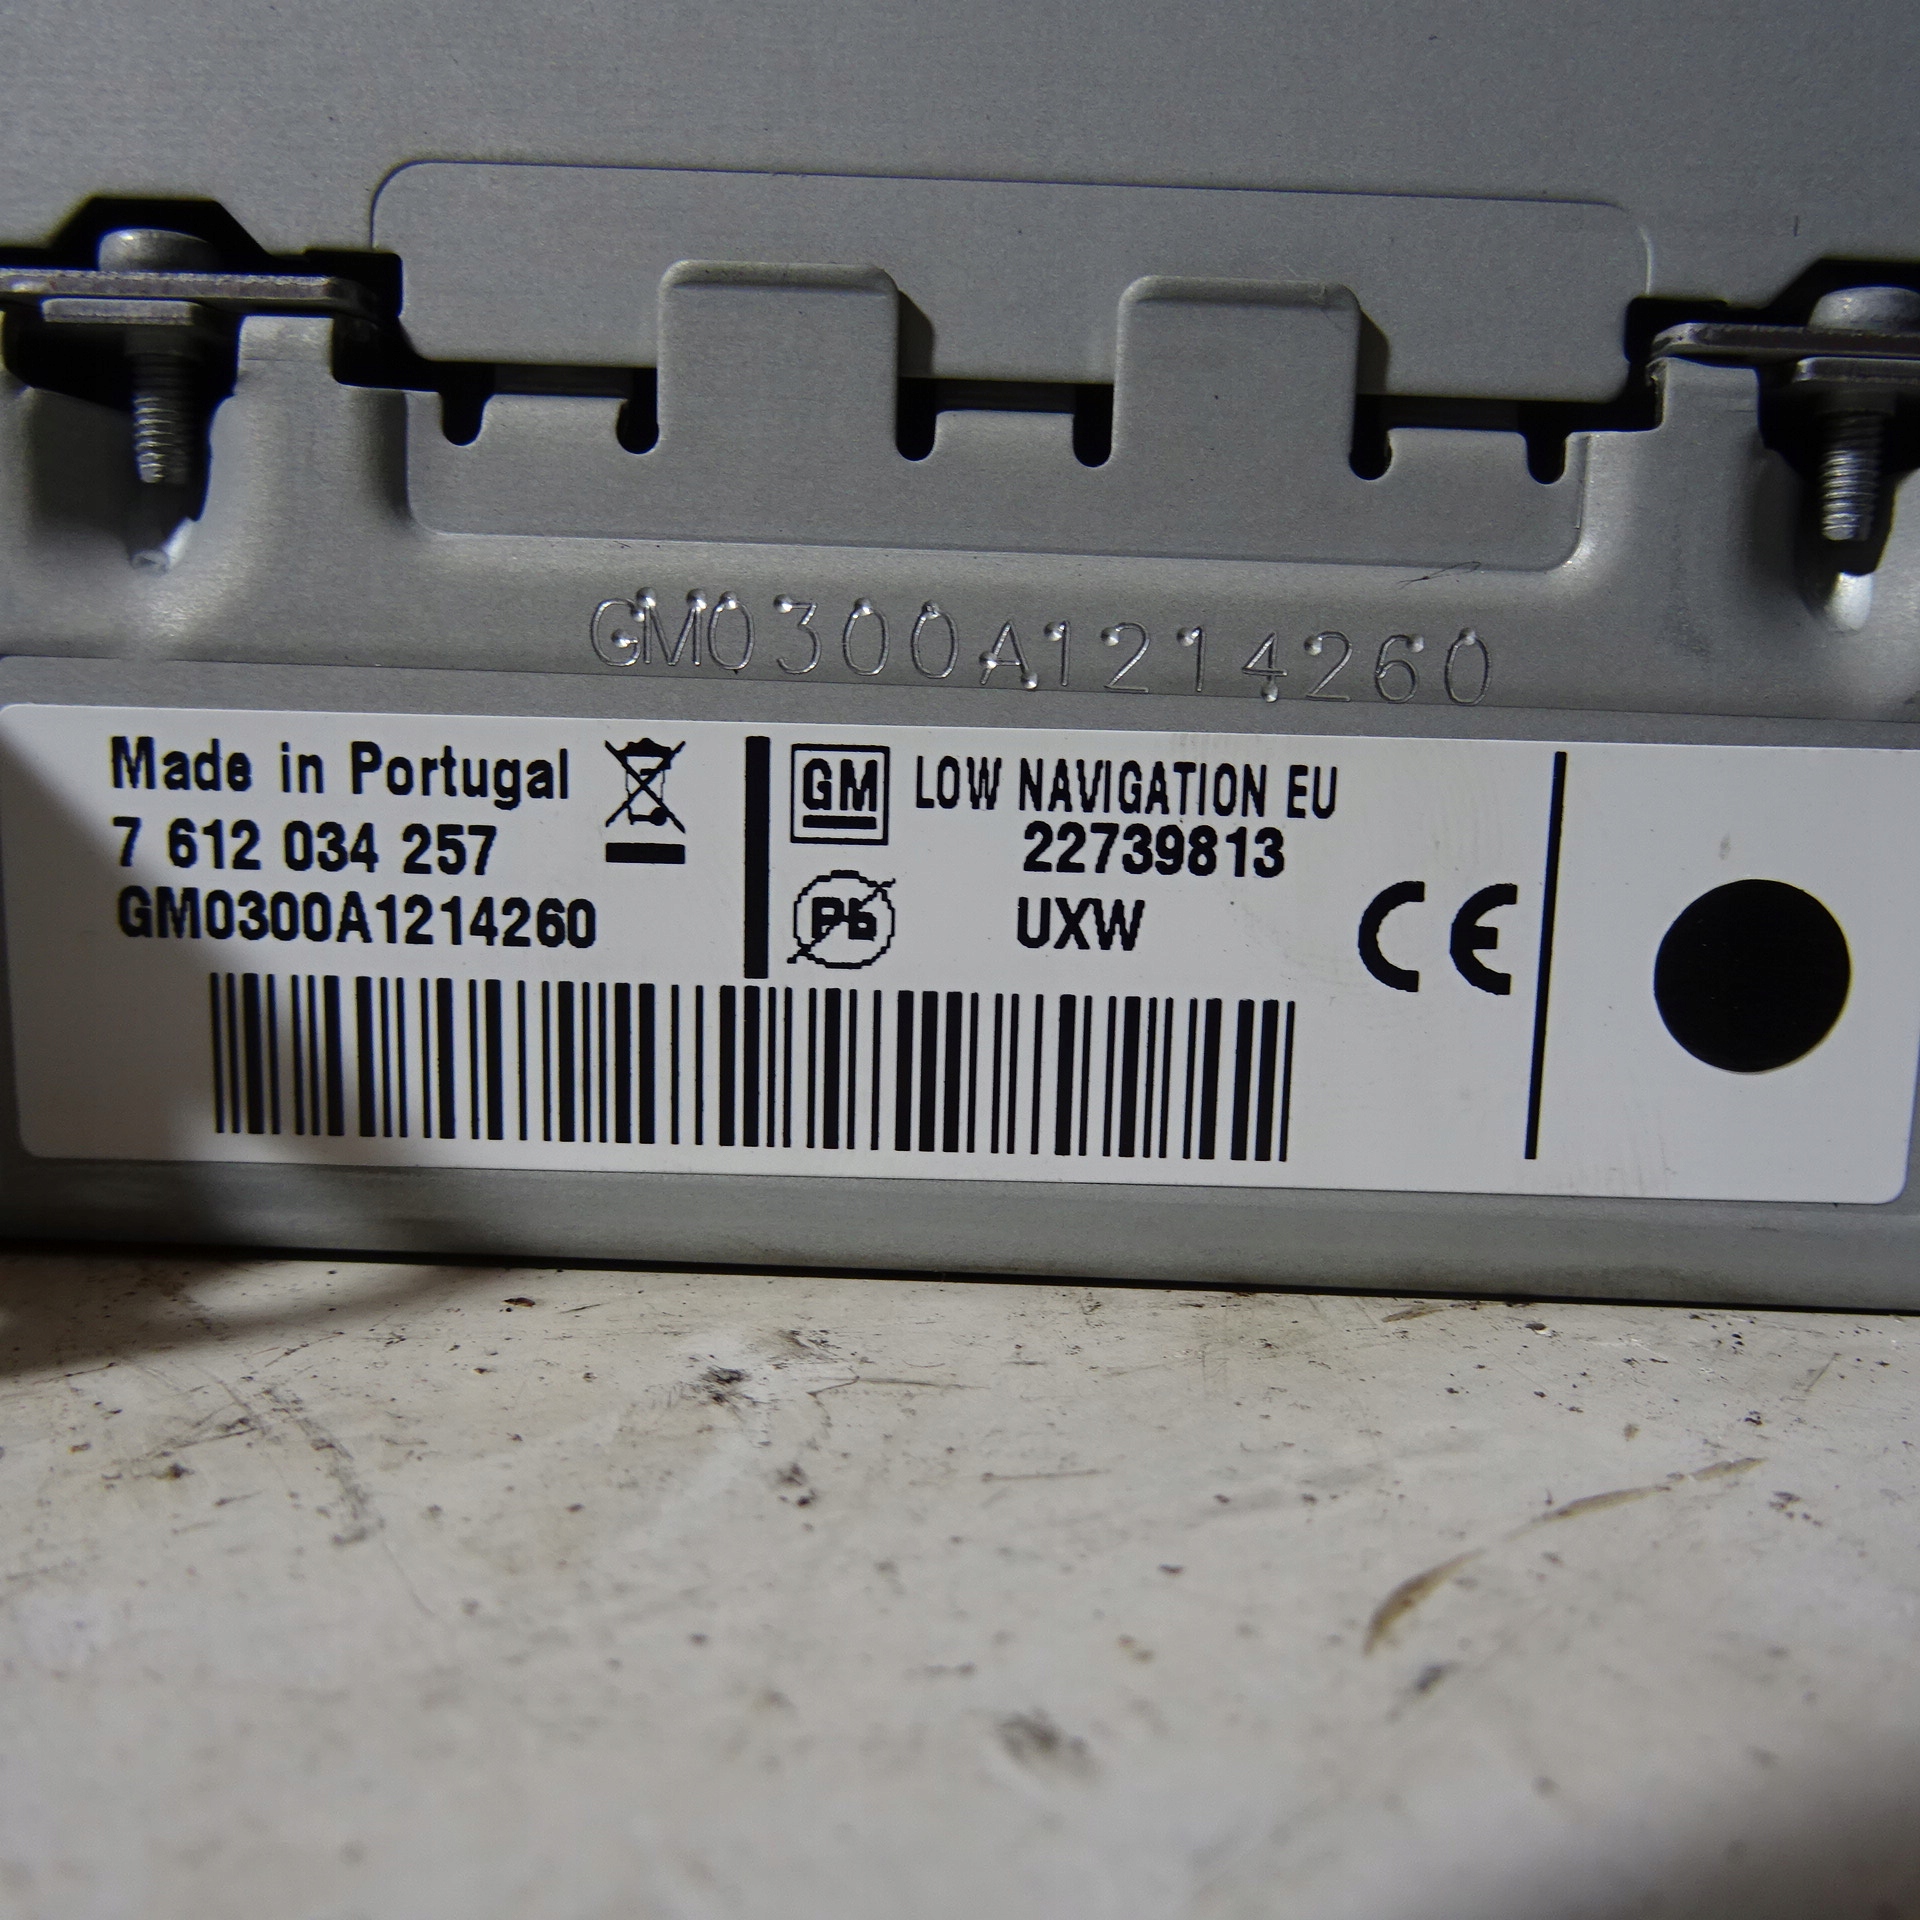 GM0300A1214260
Made in Portugal
7 612 034 257
GM0300A1214260
GM LOW NAVIGATION EU
22739813
Pb UXW CE